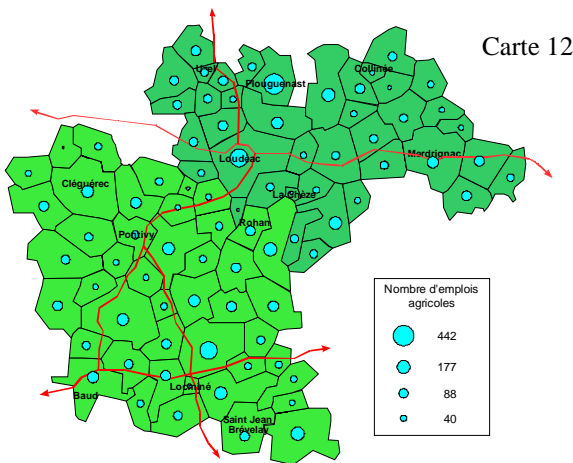 Carte 12
Uzel
Plouguenast
Collinée
Loudéac
Merdrignac
Cléguérec
La Chèze
Rohan
Pontivy
Nombre d'emplois
agricoles
442
177
88
40
Locminé
Baud
Saint Jean
Brévelay